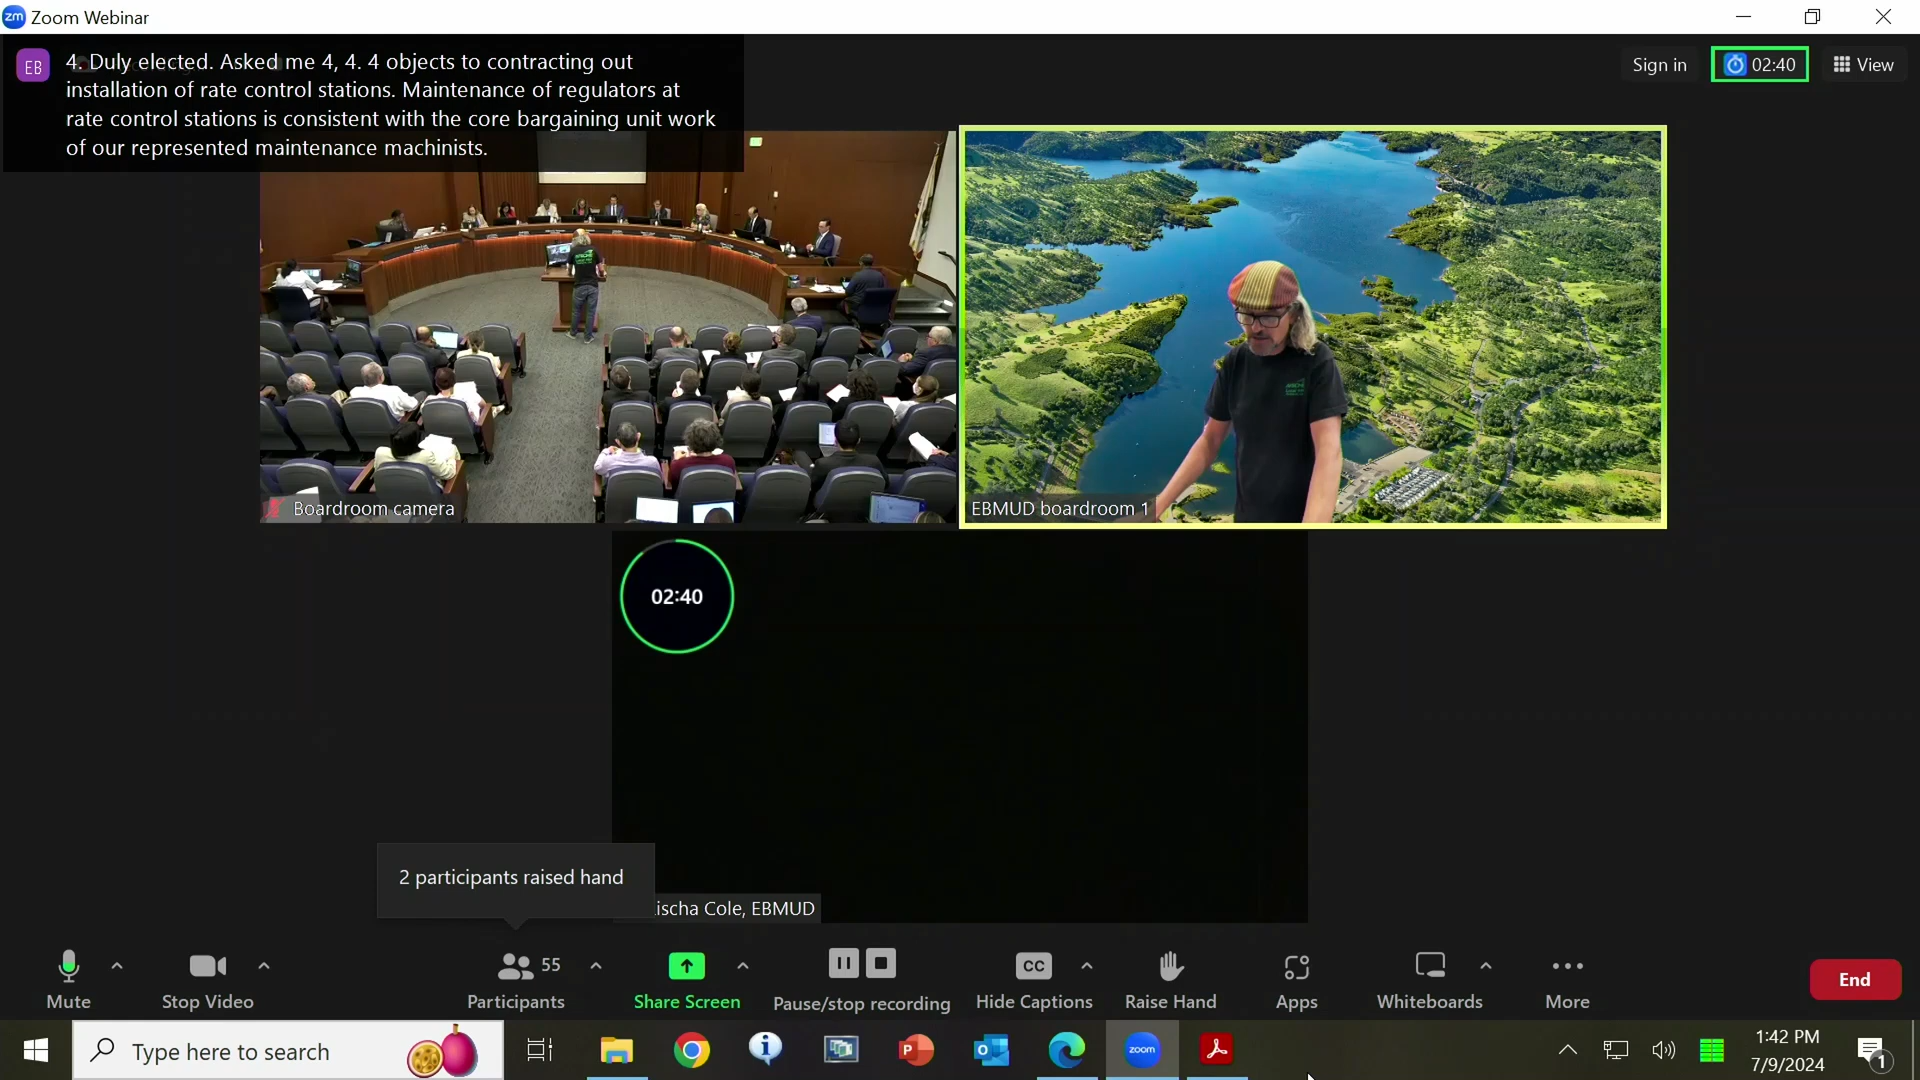 zm Zoom Webinar
EB
4. Duly elected. Asked me 4, 4. 4 objects to contracting out
installation of rate control stations. Maintenance of regulators at
rate control stations is consistent with the core bargaining unit work
of our represented maintenance machinists.
Sign in
02:40
View
Boardroom camera
EBMUD boardroom 1
02:40
2 participants raised hand
ischa Cole, EBMUD
55
CC
Mute
Stop Video
Participants
Share Screen
Pause/stop recording
Hide Captions
Raise Hand
Apps
Whiteboards
More
End
Type here to search
zoom
1:42 PM
7/9/2024
1